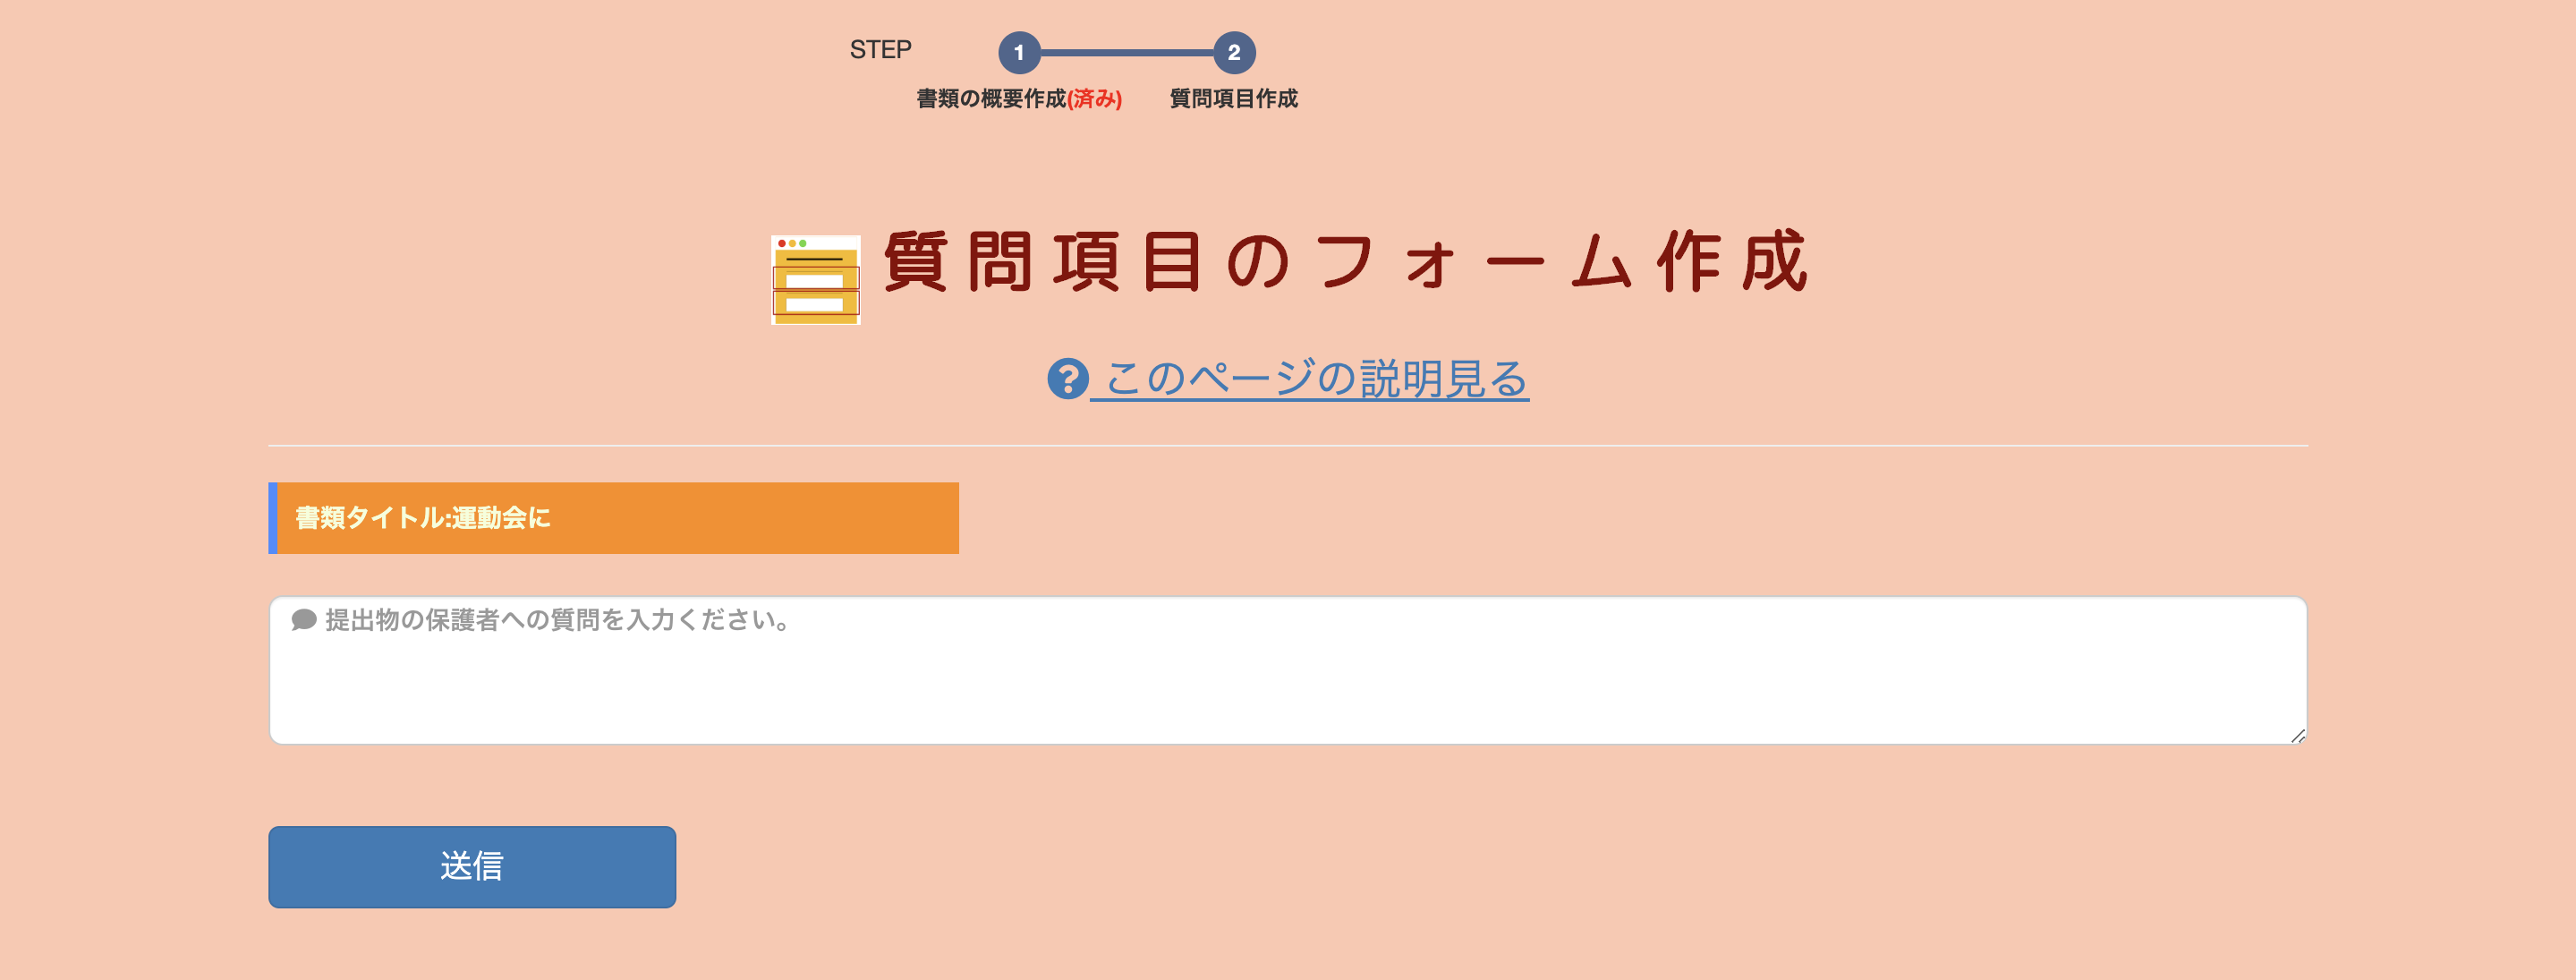 STEP
1 2
書類の概要作成(済み) 質問項目作成
質問項目のフォーム作成
このページの説明見る
書類タイトル:運動会に
提出物の保護者への質問を入力ください。
送信